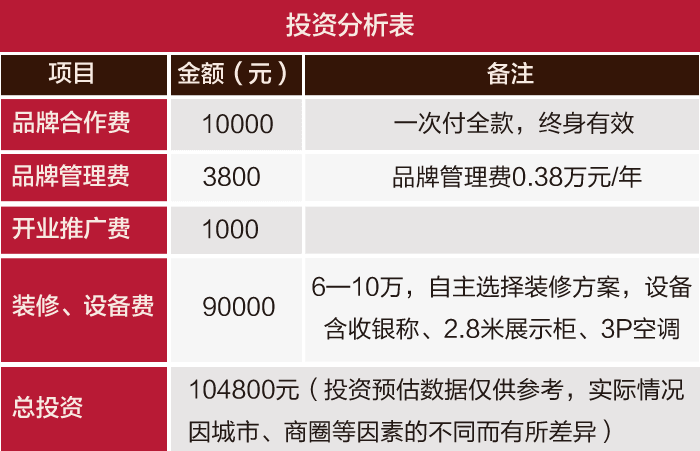 投资分析表
项目 金额（元） 备注
品牌合作费 10000 一次付全款，终身有效
品牌管理费 3800 品牌管理费0.38万元/年
开业推广费 1000
装修、设备费 90000 6—10万，自主选择装修方案，设备
含收银称、2.8米展示柜、3P空调
总投资 104800元（投资预估数据仅供参考，实际情况
因城市、商圈等因素的不同而有所差异）